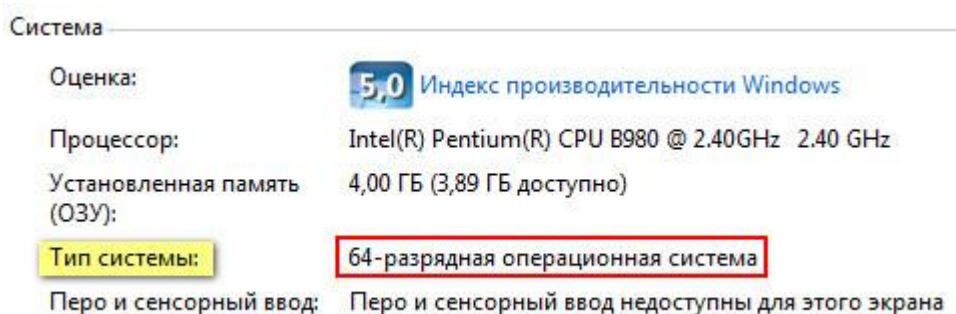 Система
Оценка: 5,0 Индекс производительности Windows
Процессор: Intel(R) Pentium(R) CPU B980 @ 2.40GHz 2.40 GHz
Установленная память 4,00 ГБ (3,89 ГБ доступно)
(ОЗУ):
Тип системы: 64-разрядная операционная система
Перо и сенсорный ввод: Перо и сенсорный ввод недоступны для этого экрана